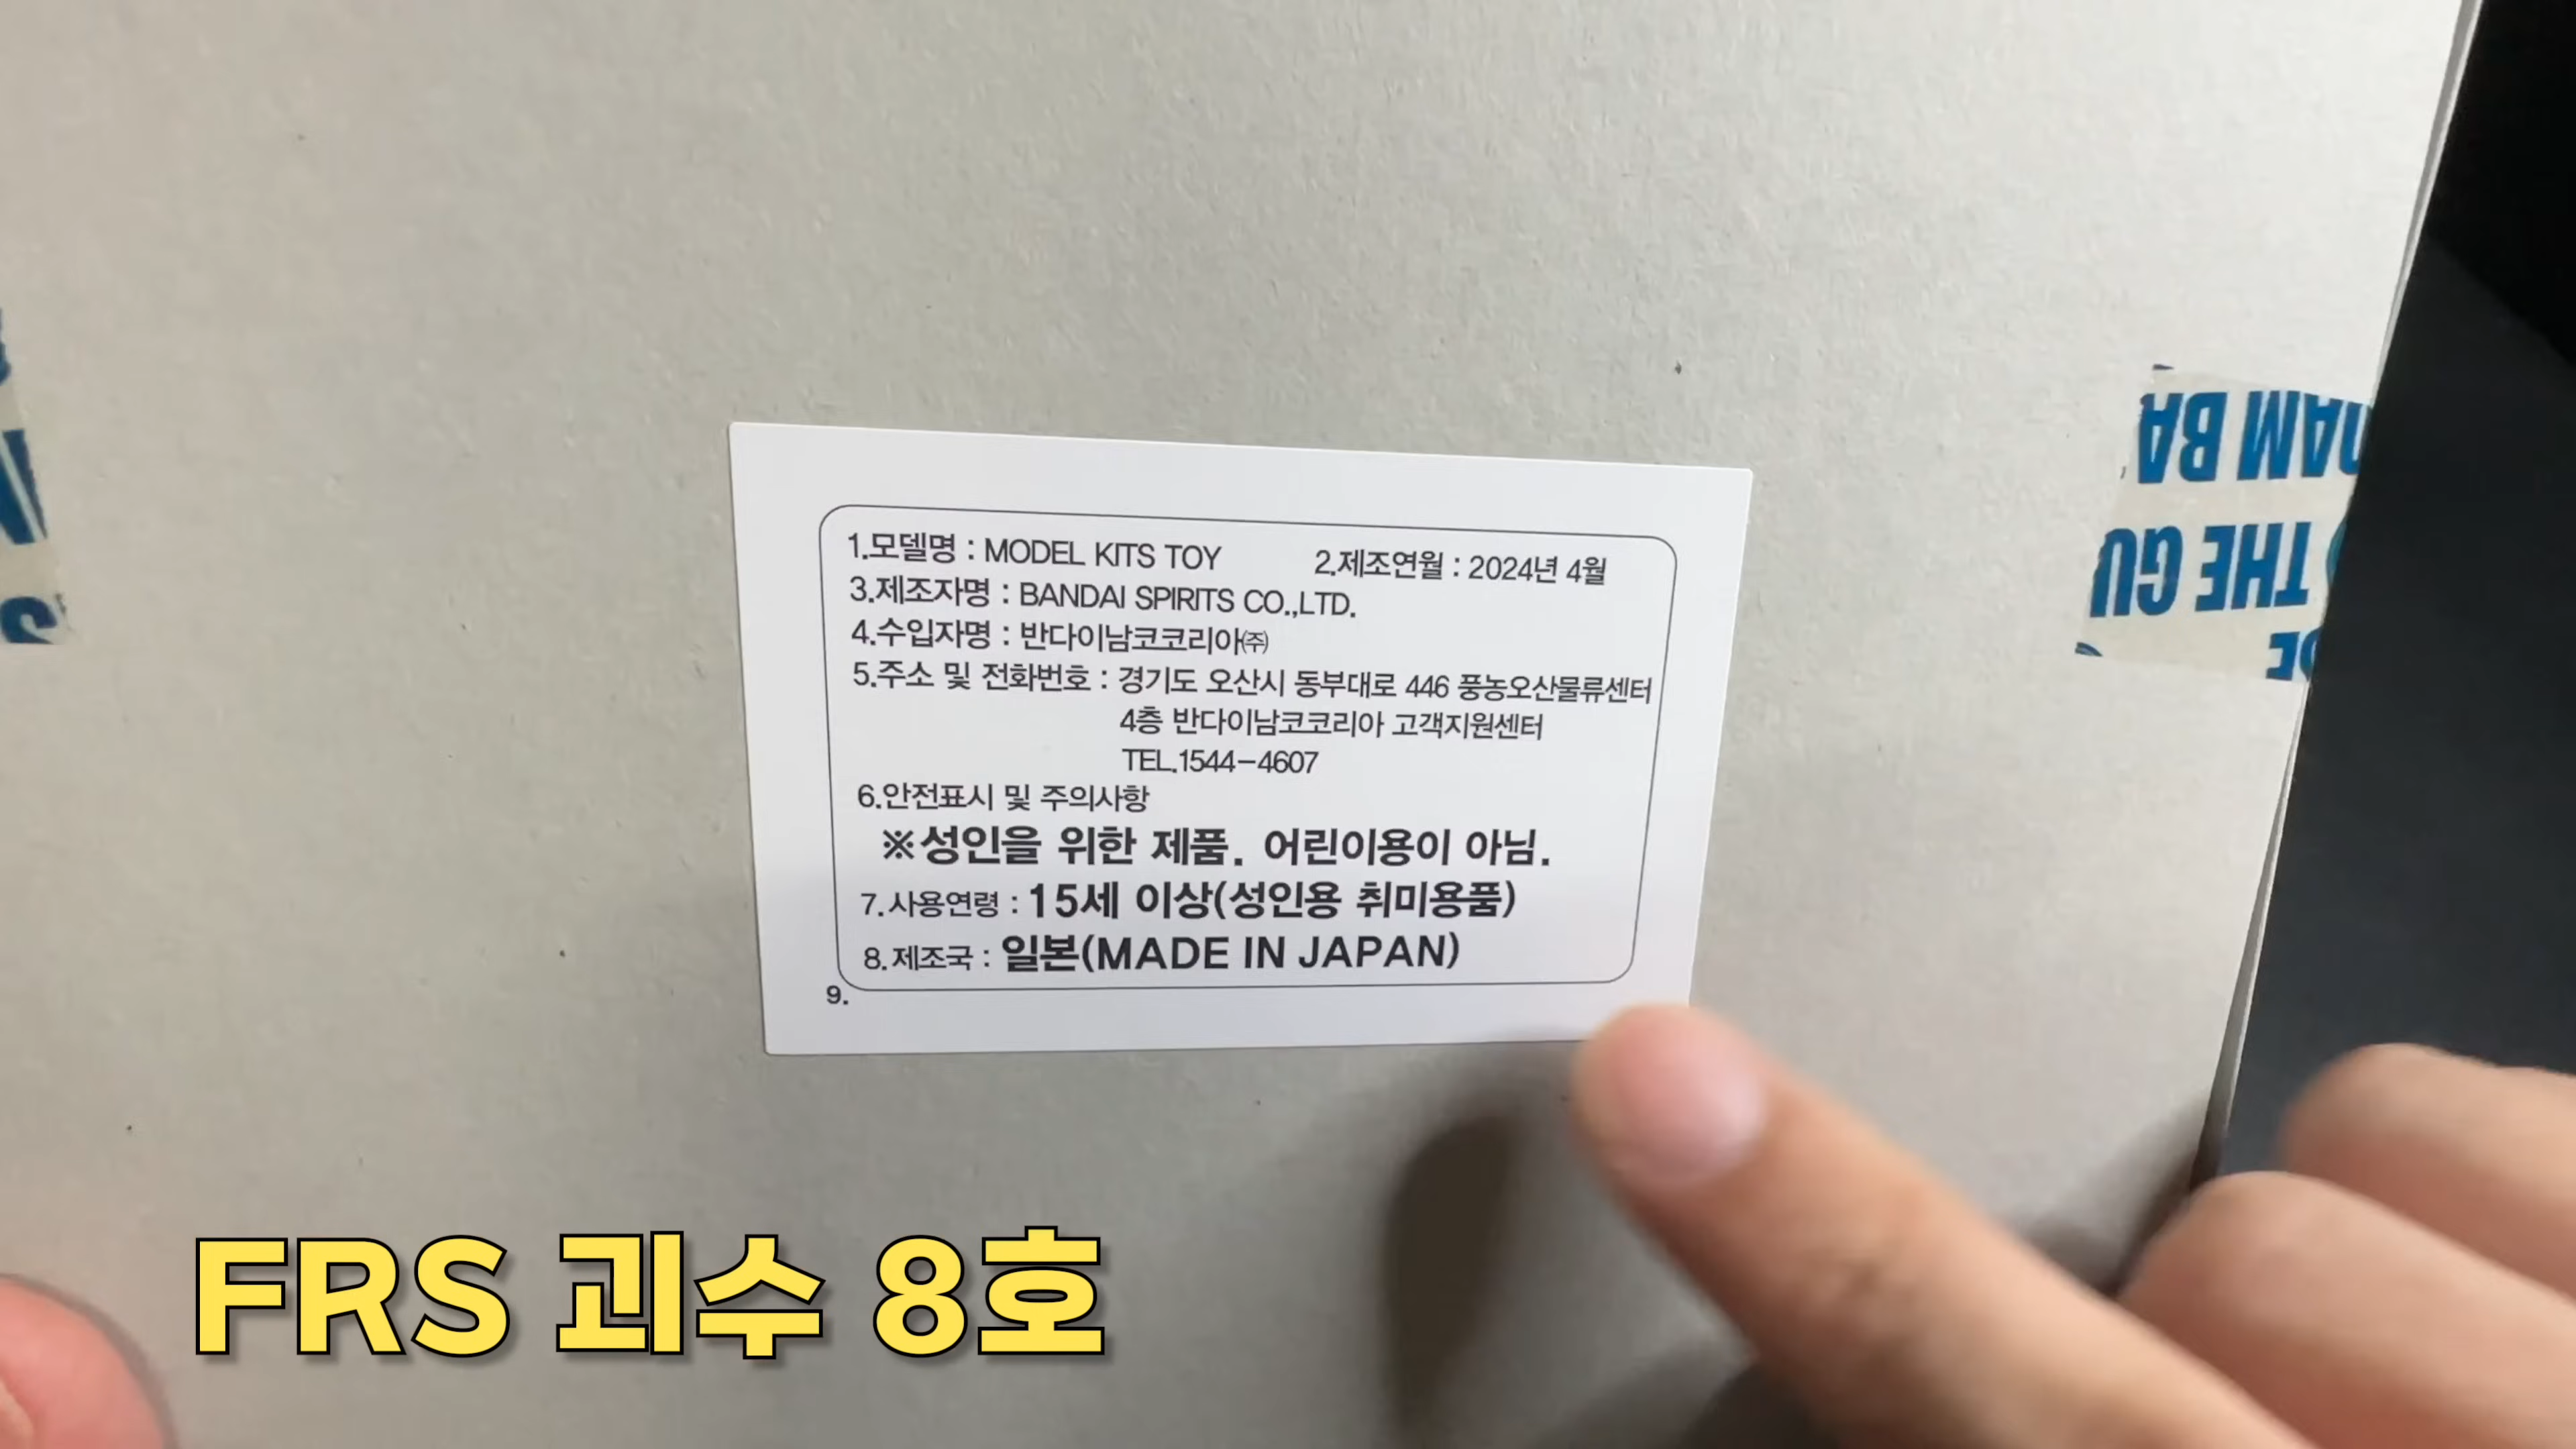 1.모델명 : MODEL KITS TOY 2.제조연월 : 2024년 4월
3.제조자명 : BANDAI SPIRITS CO.,LTD.
4.수입자명 : 반다이남코코리아㈜
5.주소 및 전화번호 : 경기도 오산시 동부대로 446 풍농오산물류센터
4층 반다이남코코리아 고객지원센터
TEL.1544-4607
6.안전표시 및 주의사항
※성인을 위한 제품. 어린이용이 아님.
7.사용연령 : 15세 이상(성인용 취미용품)
8.제조국 : 일본(MADE IN JAPAN)
9.
THE GU
BA
FRS 괴수 8호